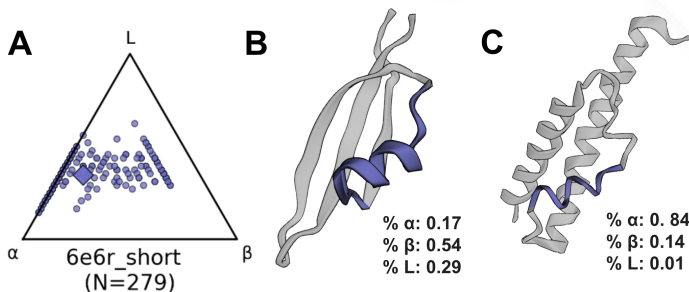 A
L
α
β
6e6r_short
(N=279)
B
% α: 0.17
% β: 0.54
% L: 0.29
C
% α: 0. 84
% β: 0.14
% L: 0.01